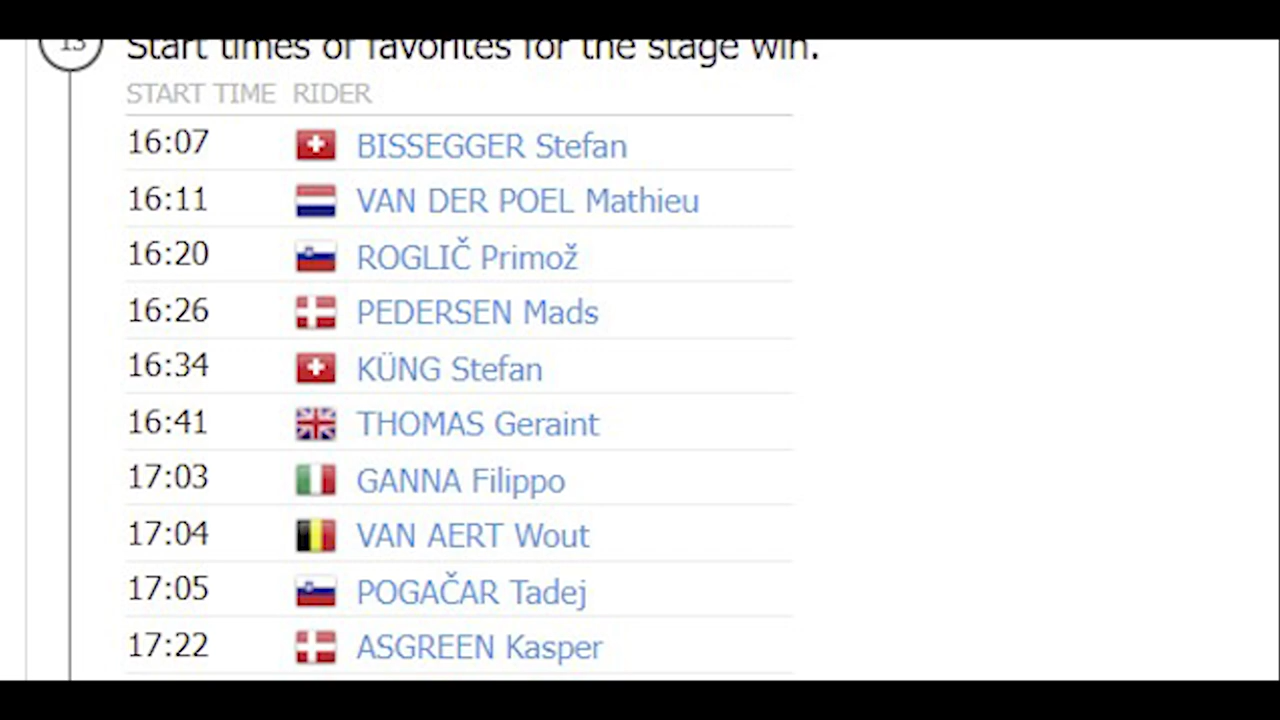 13 Start times of favorites for the stage win.
START TIME RIDER
16:07 BISSEGGER Stefan
16:11 VAN DER POEL Mathieu
16:20 ROGLIČ Primož
16:26 PEDERSEN Mads
16:34 KÜNG Stefan
16:41 THOMAS Geraint
17:03 GANNA Filippo
17:04 VAN AERT Wout
17:05 POGAČAR Tadej
17:22 ASGREEN Kasper